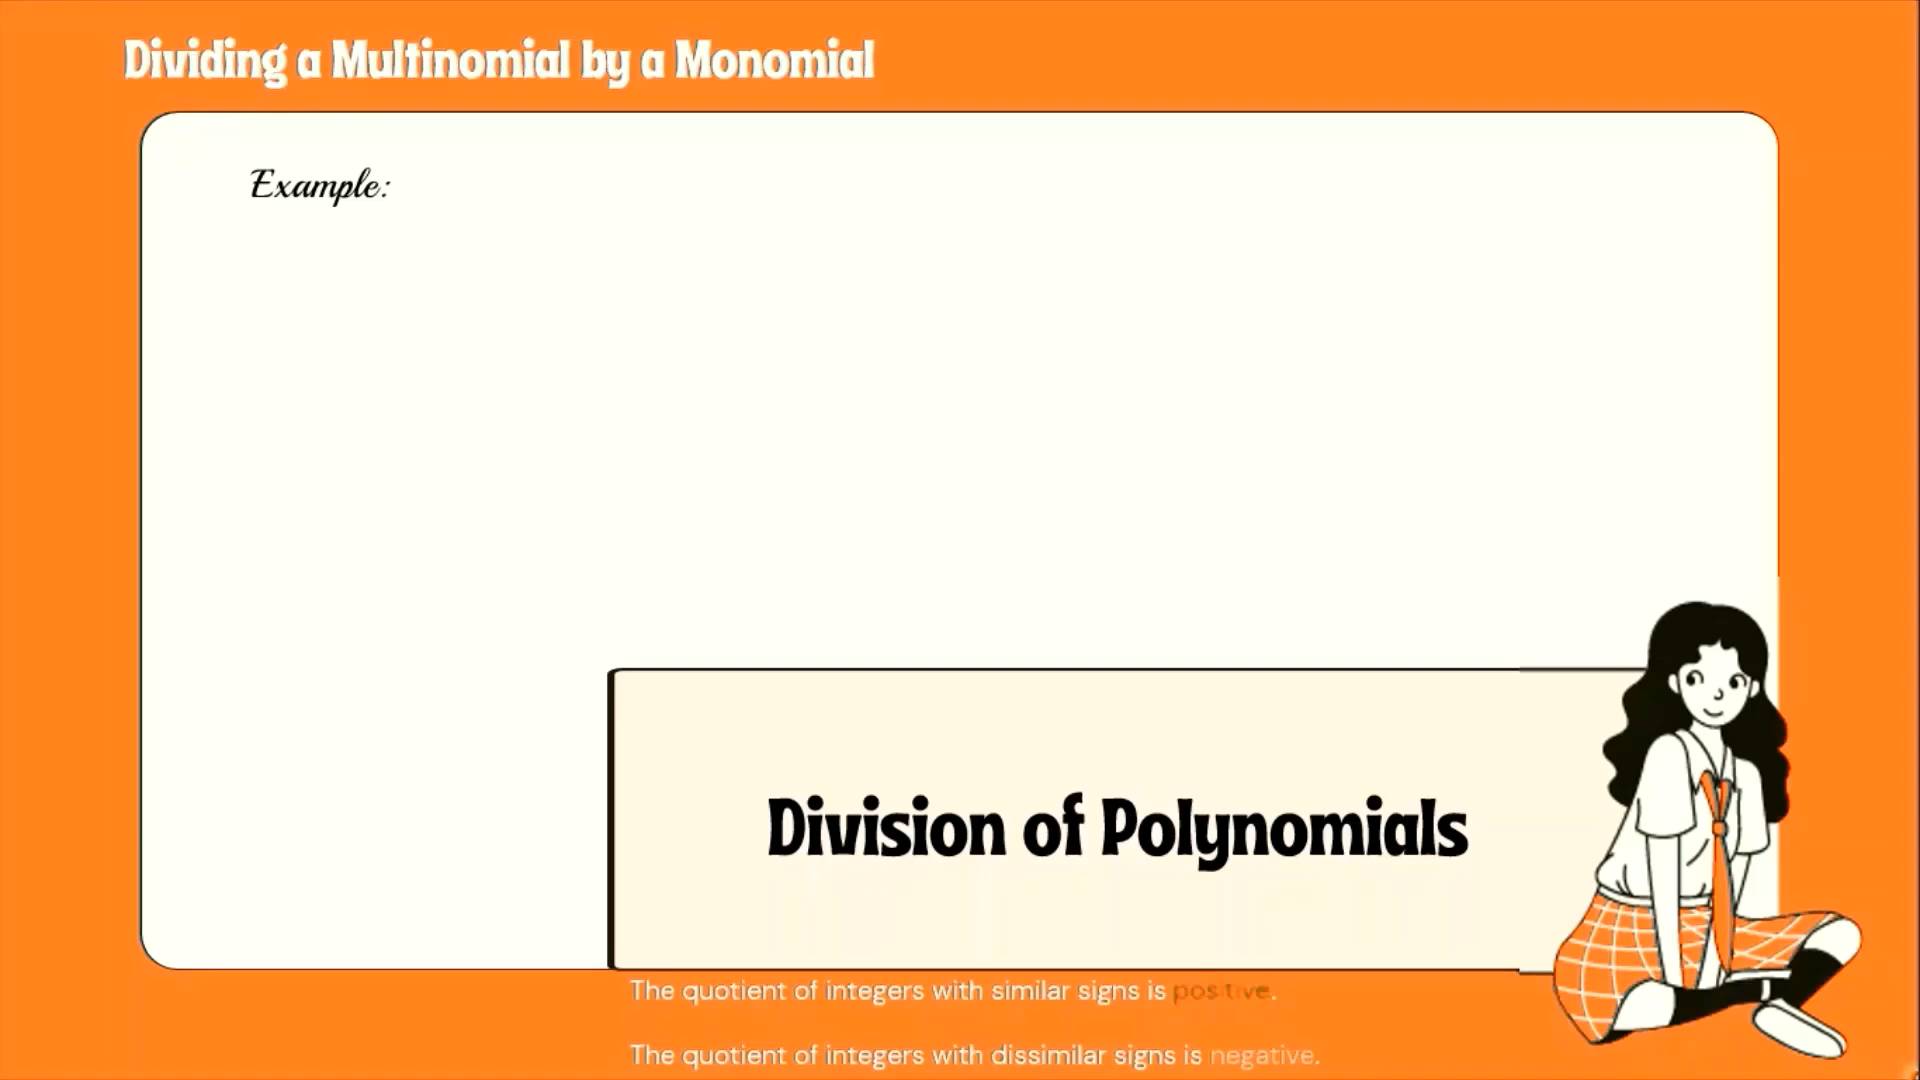 Dividing a Multinomial by a Monomial
Example:
Division of Polynomials
The quotient of integers with similar signs is positive.
The quotient of integers with dissimilar signs is negative.